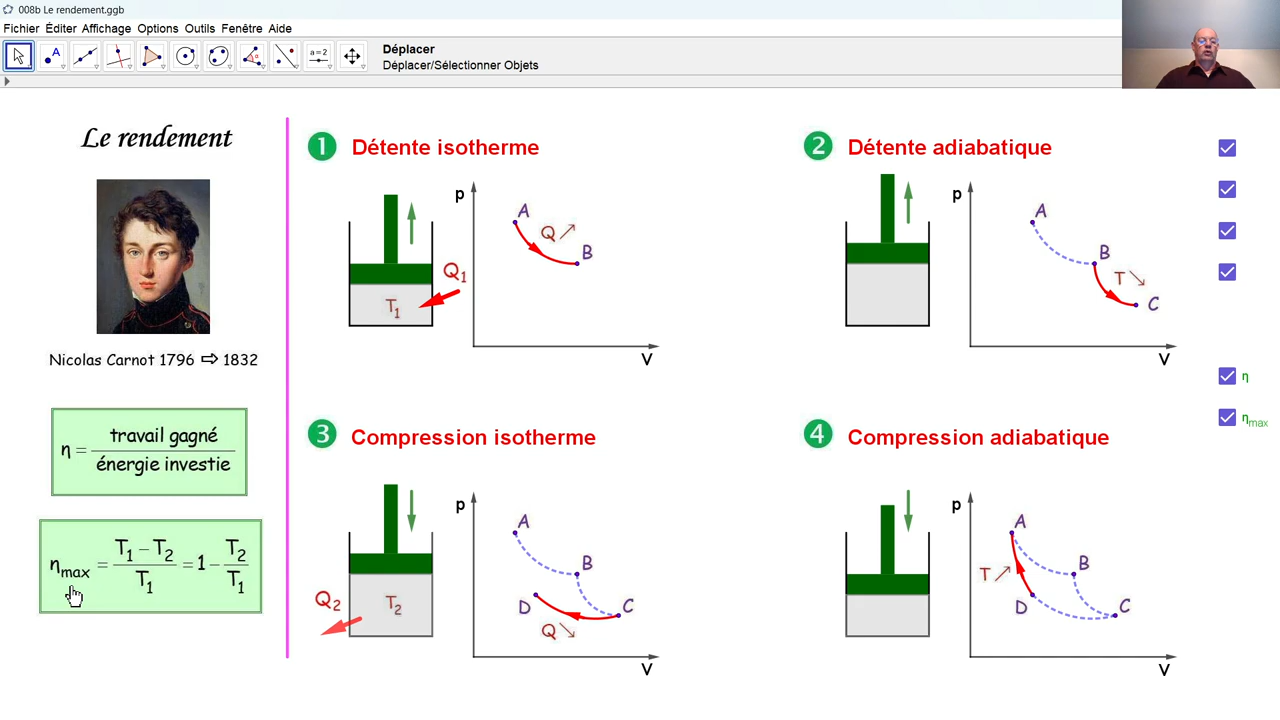 008b Le rendement.ggb
Fichier Éditer Affichage Options Outils Fenêtre Aide
A
a=2
Déplacer
Déplacer/Sélectionner Objets
Le rendement
Nicolas Carnot 1796 ⇨ 1832
η = travail gagné
énergie investie
ηmax = T1 − T2 = 1 − T2
T1 T1
1 Détente isotherme
p
A
Q ↗
B
Q1
T1
V
2 Détente adiabatique
p
A
B
T ↘
C
V
3 Compression isotherme
p
A
B
Q2
T2
D
C
Q ↘
V
4 Compression adiabatique
p
A
B
T ↗
D
C
V
η
ηmax